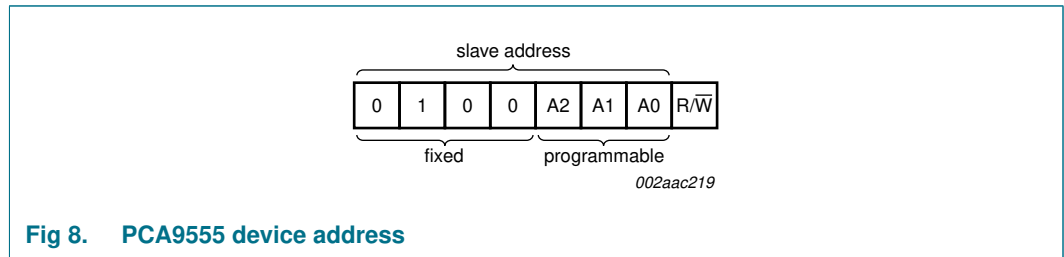 slave address
0 1 0 0 A2 A1 A0 R/W̅
fixed programmable
002aac219
Fig 8. PCA9555 device address